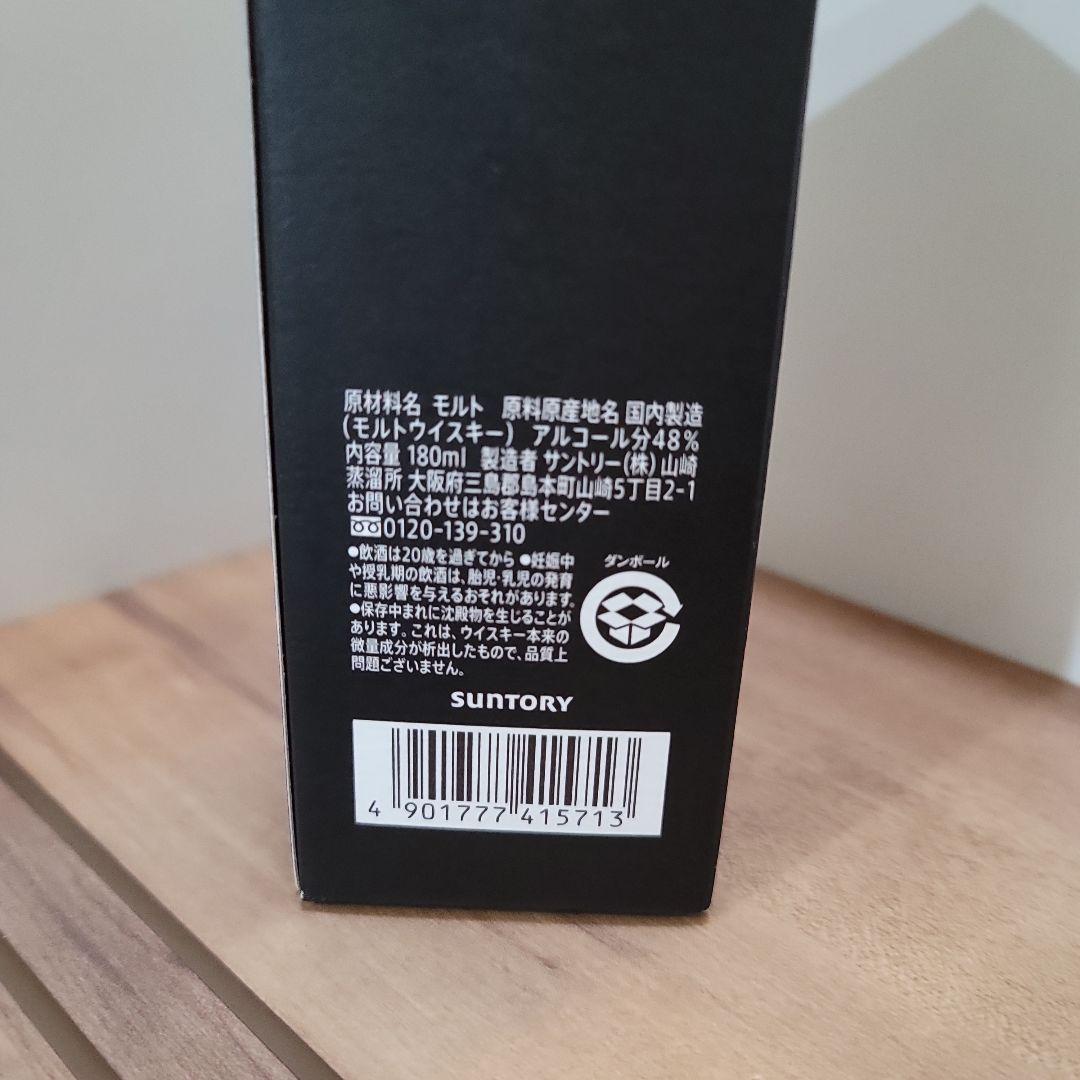 原材料名 モルト 原料原産地名 国内製造
(モルトウイスキー) アルコール分48%
内容量 180ml 製造者 サントリー(株)山崎
蒸溜所 大阪府三島郡島本町山崎5丁目2-1
お問い合わせはお客様センター
0120-139-310
●飲酒は20歳を過ぎてから ●妊娠中
や授乳期の飲酒は、胎児・乳児の発育
に悪影響を与えるおそれがあります。
●保存中まれに沈殿物を生じることが
あります。これは、ウイスキー本来の
微量成分が析出したもので、品質上
問題ございません。
ダンボール
SUNTORY
4 901777 415713